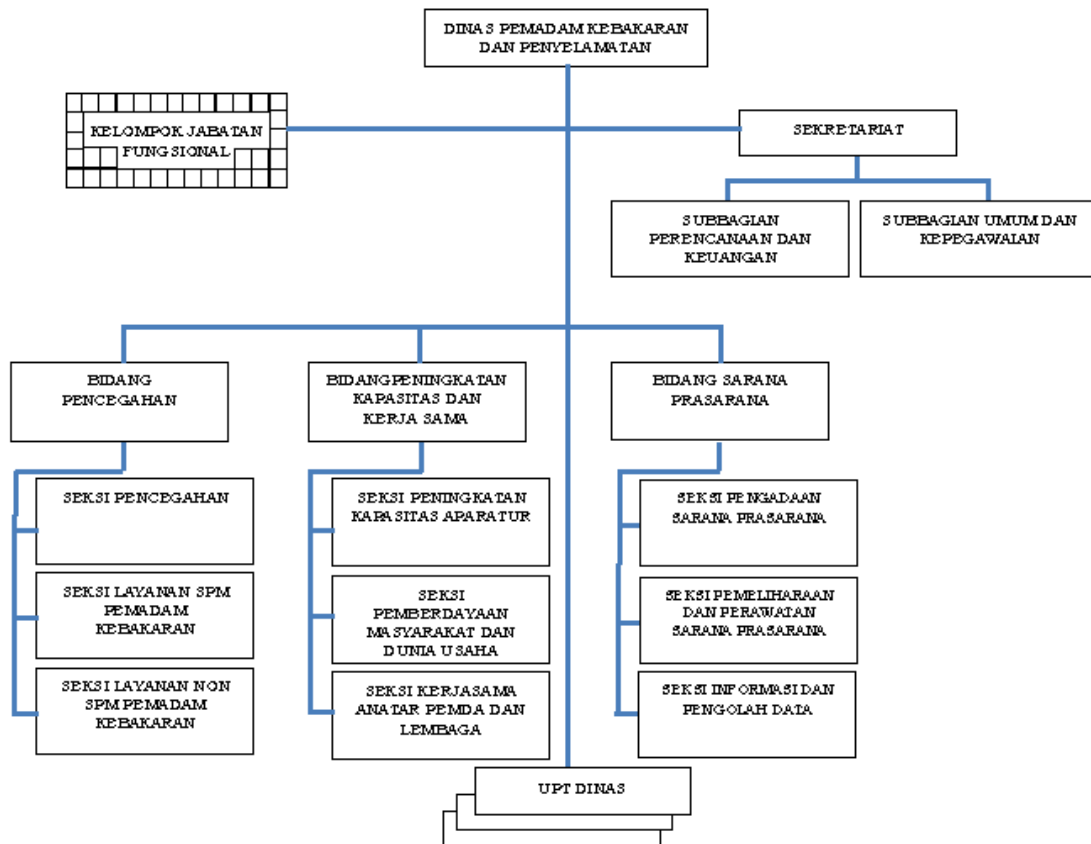 DINAS PEMADAM KEBAKARAN
DAN PENYELAMATAN
KELOMPOK JABATAN
FUNGSIONAL
SEKRETARIAT
SUBBAGIAN
PERENCANAAN DAN
KEUANGAN
SUBBAGIAN UMUM DAN
KEPEGAWAIAN
BIDANG
PENCEGAHAN
BIDANGPENINGKATAN
KAPASITAS DAN
KERJA SAMA
BIDANG SARANA
PRASARANA
SEKSI PENCEGAHAN
SEKSI LAYANAN SPM
PEMADAM
KEBAKARAN
SEKSI LAYANAN NON
SPM PEMADAM
KEBAKARAN
SEKSI PENINGKATAN
KAPASITAS APARATUR
SEKSI
PEMBERDAYAAN
MASYARAKAT DAN
DUNIA USAHA
SEKSI KERJASAMA
ANATAR PEMDA DAN
LEMBAGA
SEKSI PENGADAAN
SARANA PRASARANA
SEKSI PEMELIHARAAN
DAN PERAWATAN
SARANA PRASARANA
SEKSI INFORMASI DAN
PENGOLAH DATA
UPT DINAS